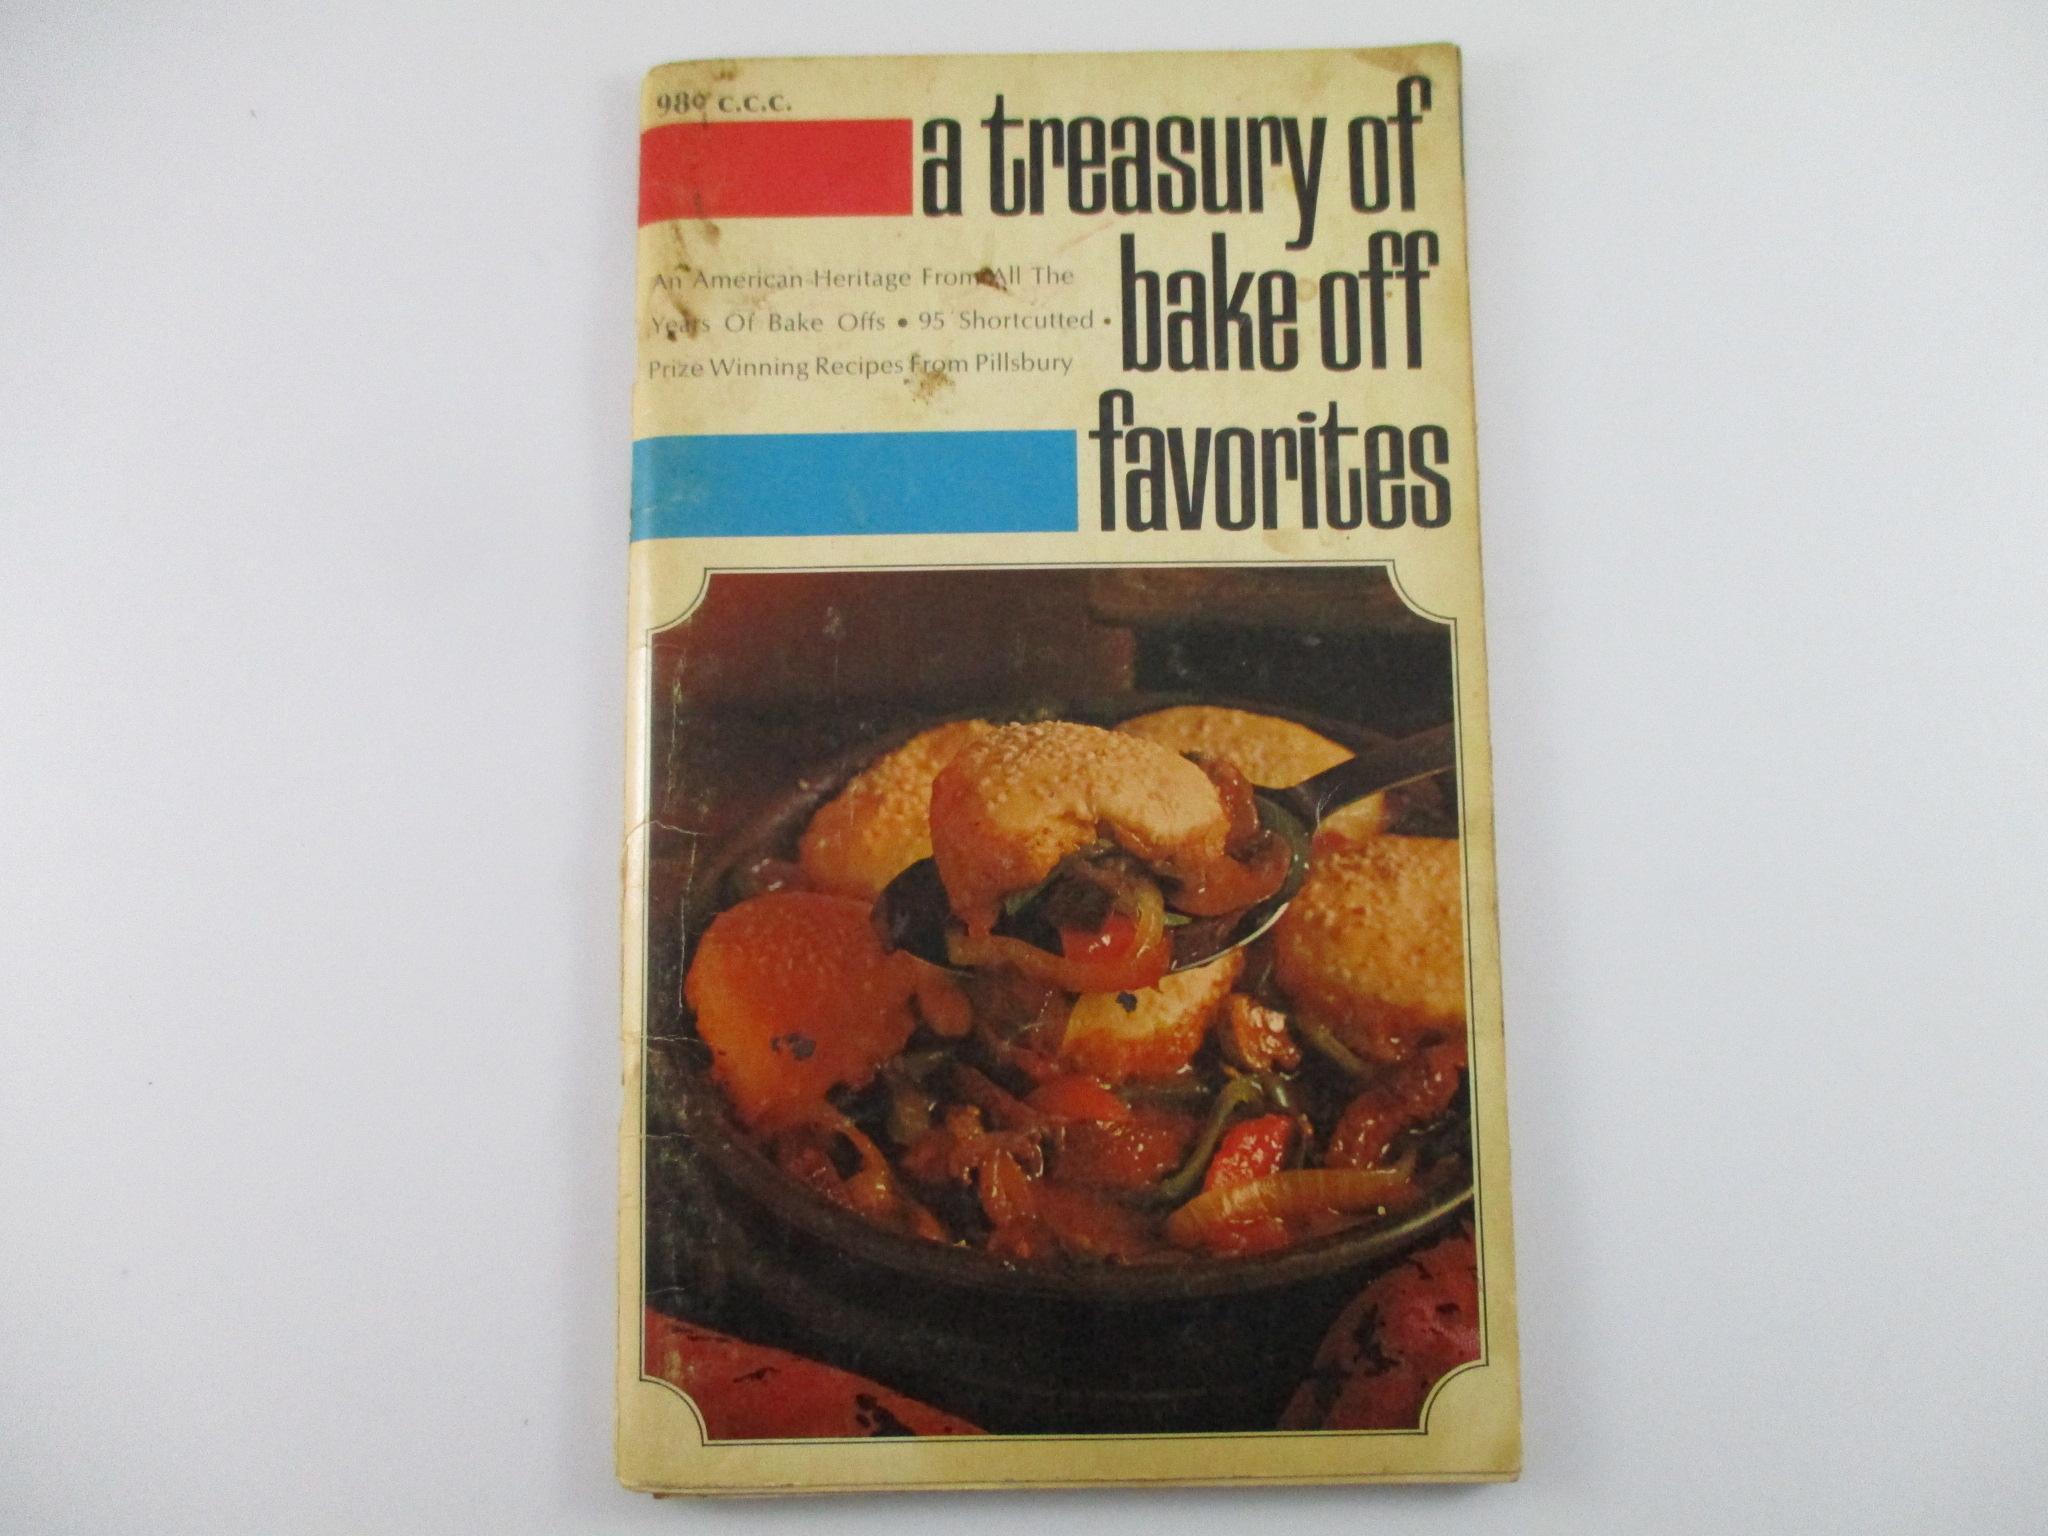 98¢ C.C.C.
a treasury of
bake off
favorites
An American Heritage From All The
Years Of Bake Offs • 95 Shortcutted •
Prize Winning Recipes From Pillsbury